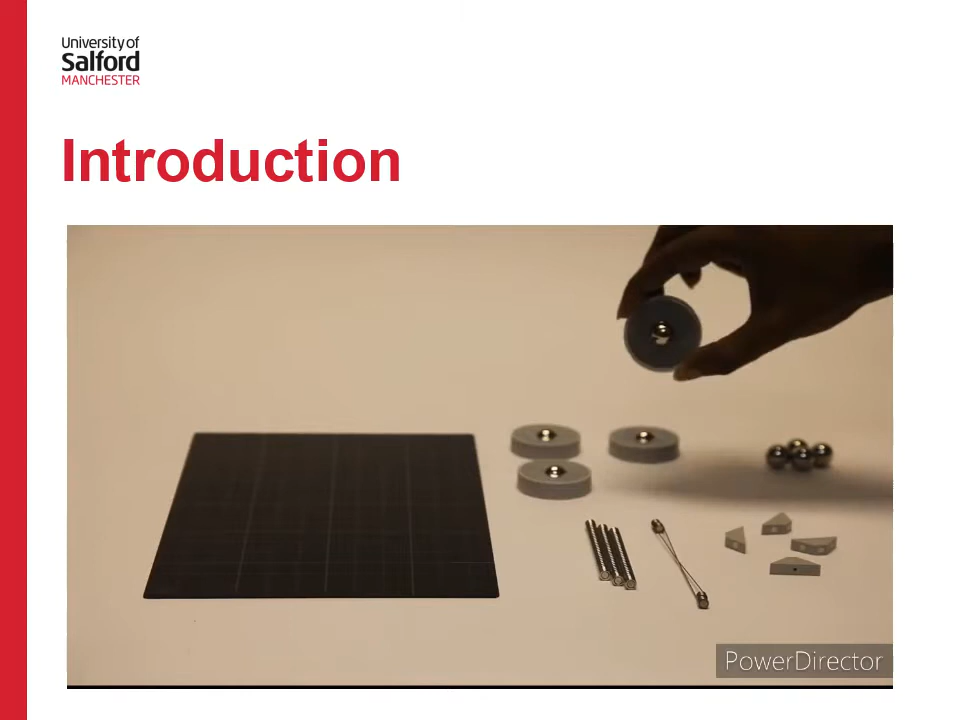 University of
Salford
MANCHESTER
Introduction
PowerDirector